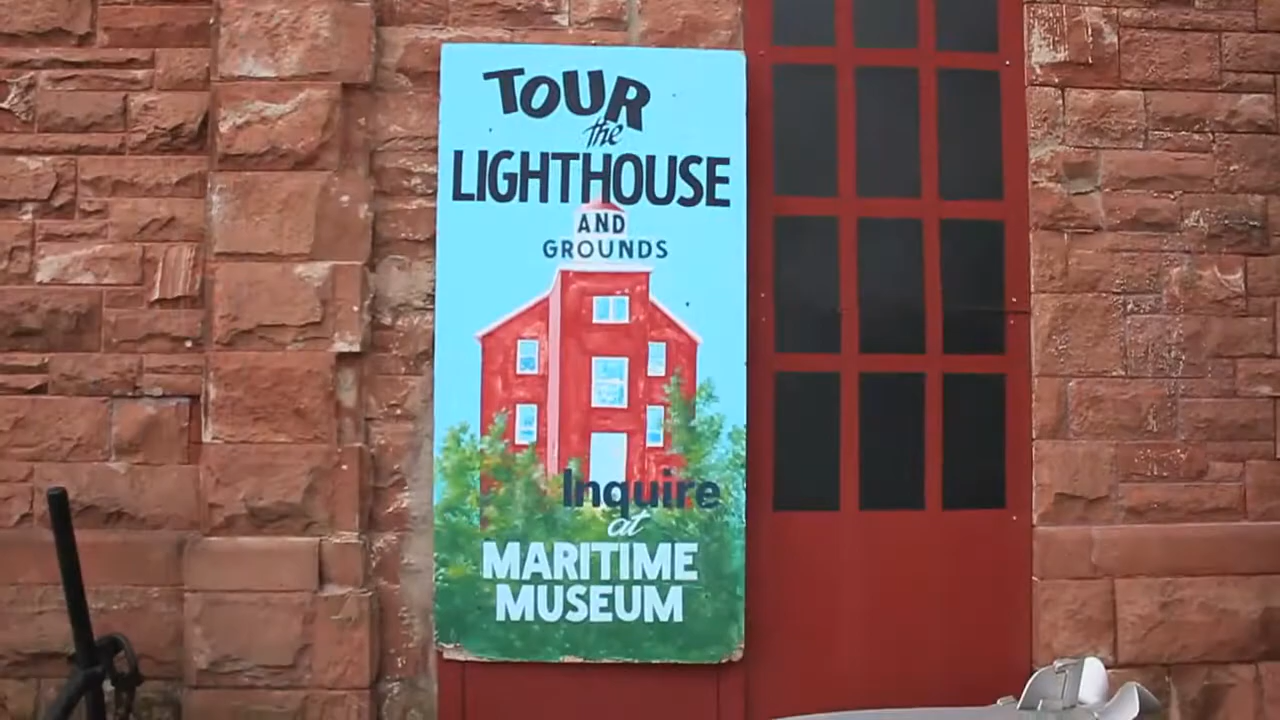 TOUR
the
LIGHTHOUSE
AND
GROUNDS
Inquire
at
MARITIME
MUSEUM